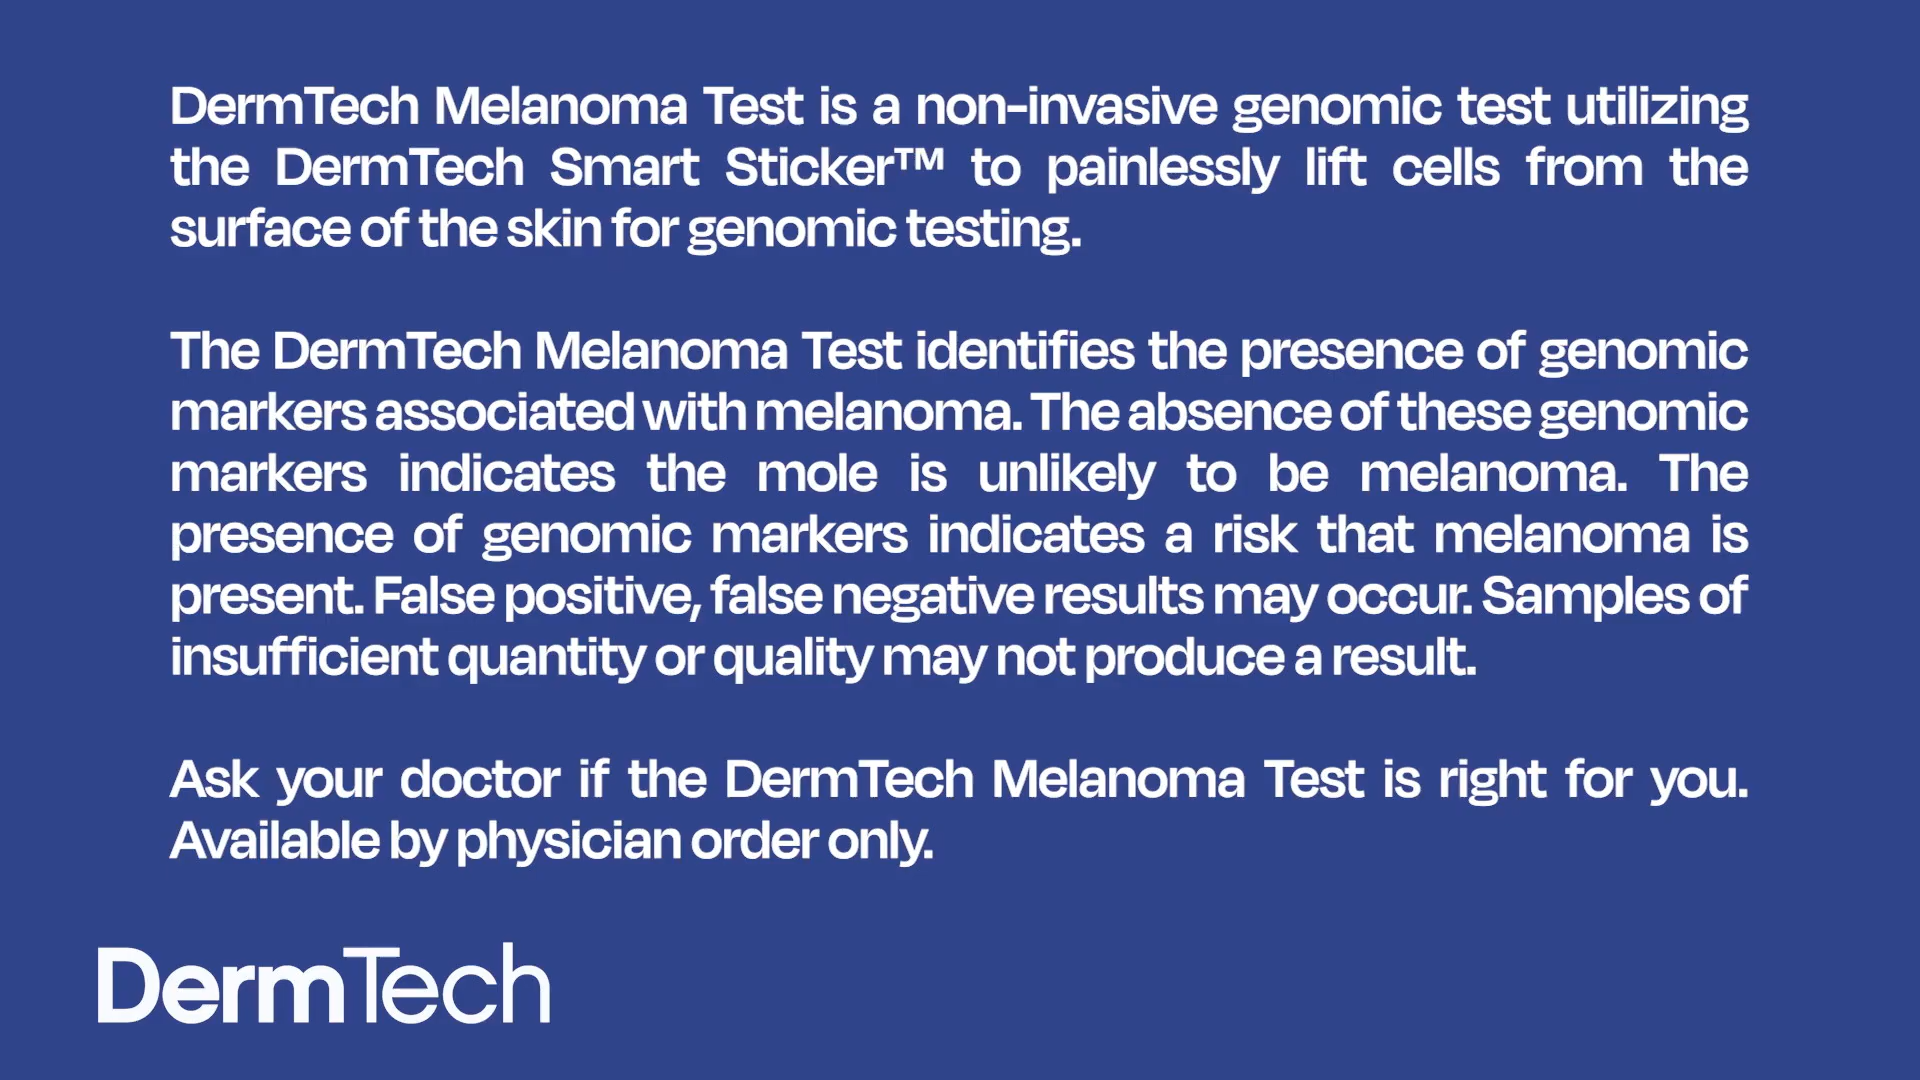 DermTech Melanoma Test is a non-invasive genomic test utilizing
the DermTech Smart Sticker™ to painlessly lift cells from the
surface of the skin for genomic testing.
The DermTech Melanoma Test identifies the presence of genomic
markers associated with melanoma. The absence of these genomic
markers indicates the mole is unlikely to be melanoma. The
presence of genomic markers indicates a risk that melanoma is
present. False positive, false negative results may occur. Samples of
insufficient quantity or quality may not produce a result.
Ask your doctor if the DermTech Melanoma Test is right for you.
Available by physician order only.
DermTech